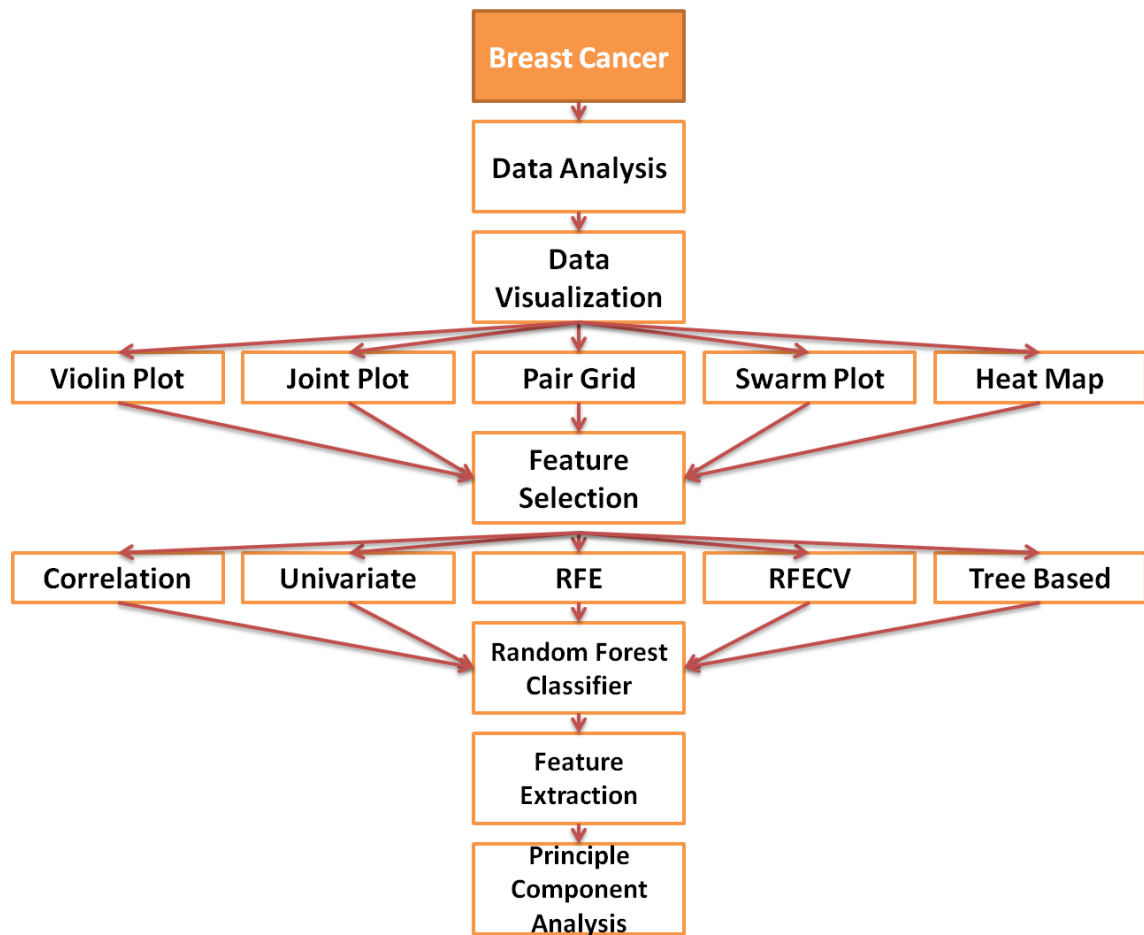 Breast Cancer
Data Analysis
Data
Visualization
Violin Plot
Joint Plot
Pair Grid
Swarm Plot
Heat Map
Feature
Selection
Correlation
Univariate
RFE
RFECV
Tree Based
Random Forest
Classifier
Feature
Extraction
Principle
Component
Analysis